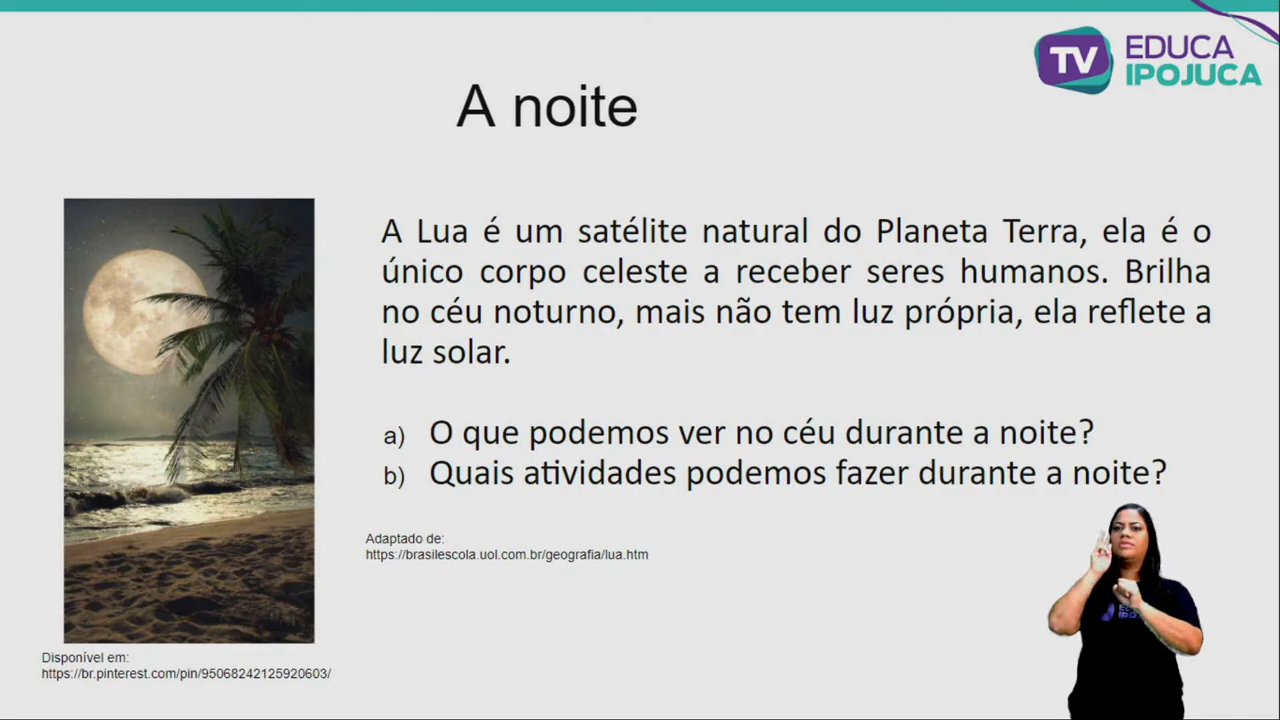 TV EDUCA
IPOJUCA
A noite
A Lua é um satélite natural do Planeta Terra, ela é o
único corpo celeste a receber seres humanos. Brilha
no céu noturno, mais não tem luz própria, ela reflete a
luz solar.
a) O que podemos ver no céu durante a noite?
b) Quais atividades podemos fazer durante a noite?
Adaptado de:
https://brasilescola.uol.com.br/geografia/lua.htm
Disponível em:
https://br.pinterest.com/pin/95068242125920603/